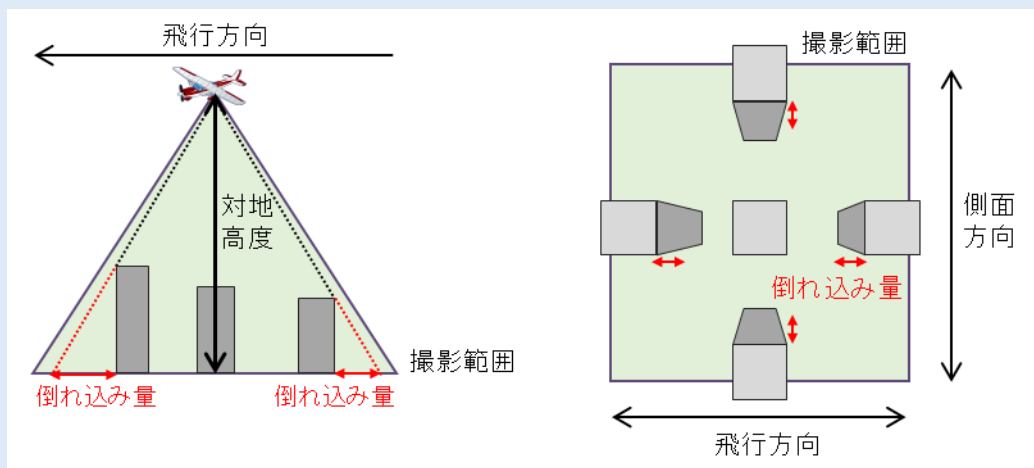 飛行方向
対地
高度
撮影範囲
倒れ込み量
倒れ込み量
撮影範囲
側面
方向
倒れ込み量
飛行方向